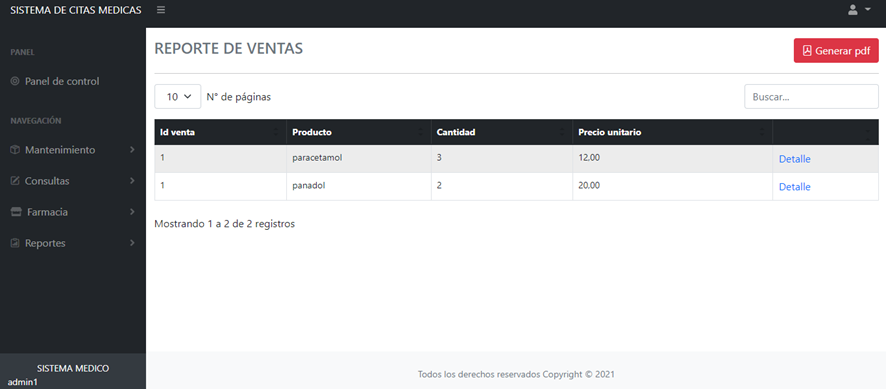 SISTEMA DE CITAS MEDICAS
PANEL
Panel de control
NAVEGACIÓN
Mantenimiento
Consultas
Farmacia
Reportes
SISTEMA MEDICO
admin1
REPORTE DE VENTAS
Generar pdf
10 N° de páginas
Buscar...
Id venta Producto Cantidad Precio unitario
1 paracetamol 3 12.00 Detalle
1 panadol 2 20.00 Detalle
Mostrando 1 a 2 de 2 registros
Todos los derechos reservados Copyright © 2021